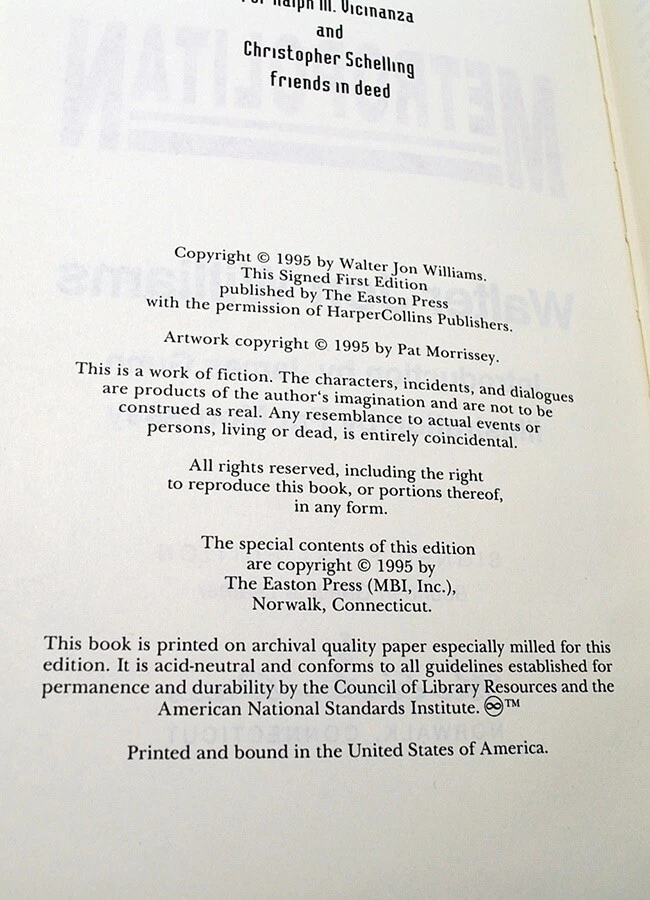 Ralph M. Vicinanza
and
Christopher Schelling
friends in deed
Copyright © 1995 by Walter Jon Williams.
This Signed First Edition
published by The Easton Press
with the permission of HarperCollins Publishers.
Artwork copyright © 1995 by Pat Morrissey.
This is a work of fiction. The characters, incidents, and dialogues
are products of the author's imagination and are not to be
construed as real. Any resemblance to actual events or
persons, living or dead, is entirely coincidental.
All rights reserved, including the right
to reproduce this book, or portions thereof,
in any form.
The special contents of this edition
are copyright © 1995 by
The Easton Press (MBI, Inc.),
Norwalk, Connecticut.
This book is printed on archival quality paper especially milled for this
edition. It is acid-neutral and conforms to all guidelines established for
permanence and durability by the Council of Library Resources and the
American National Standards Institute. ♾™
Printed and bound in the United States of America.